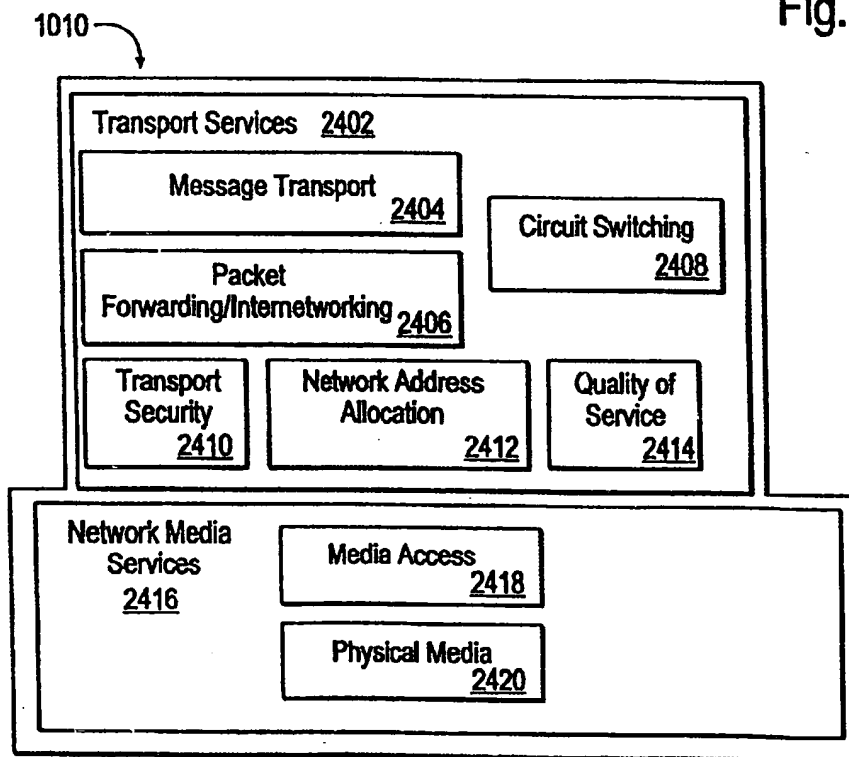 Fig.
1010
Transport Services 2402
Message Transport
2404
Circuit Switching
2408
Packet
Forwarding/Internetworking
2406
Transport
Security
2410
Network Address
Allocation
2412
Quality of
Service
2414
Network Media
Services
2416
Media Access
2418
Physical Media
2420